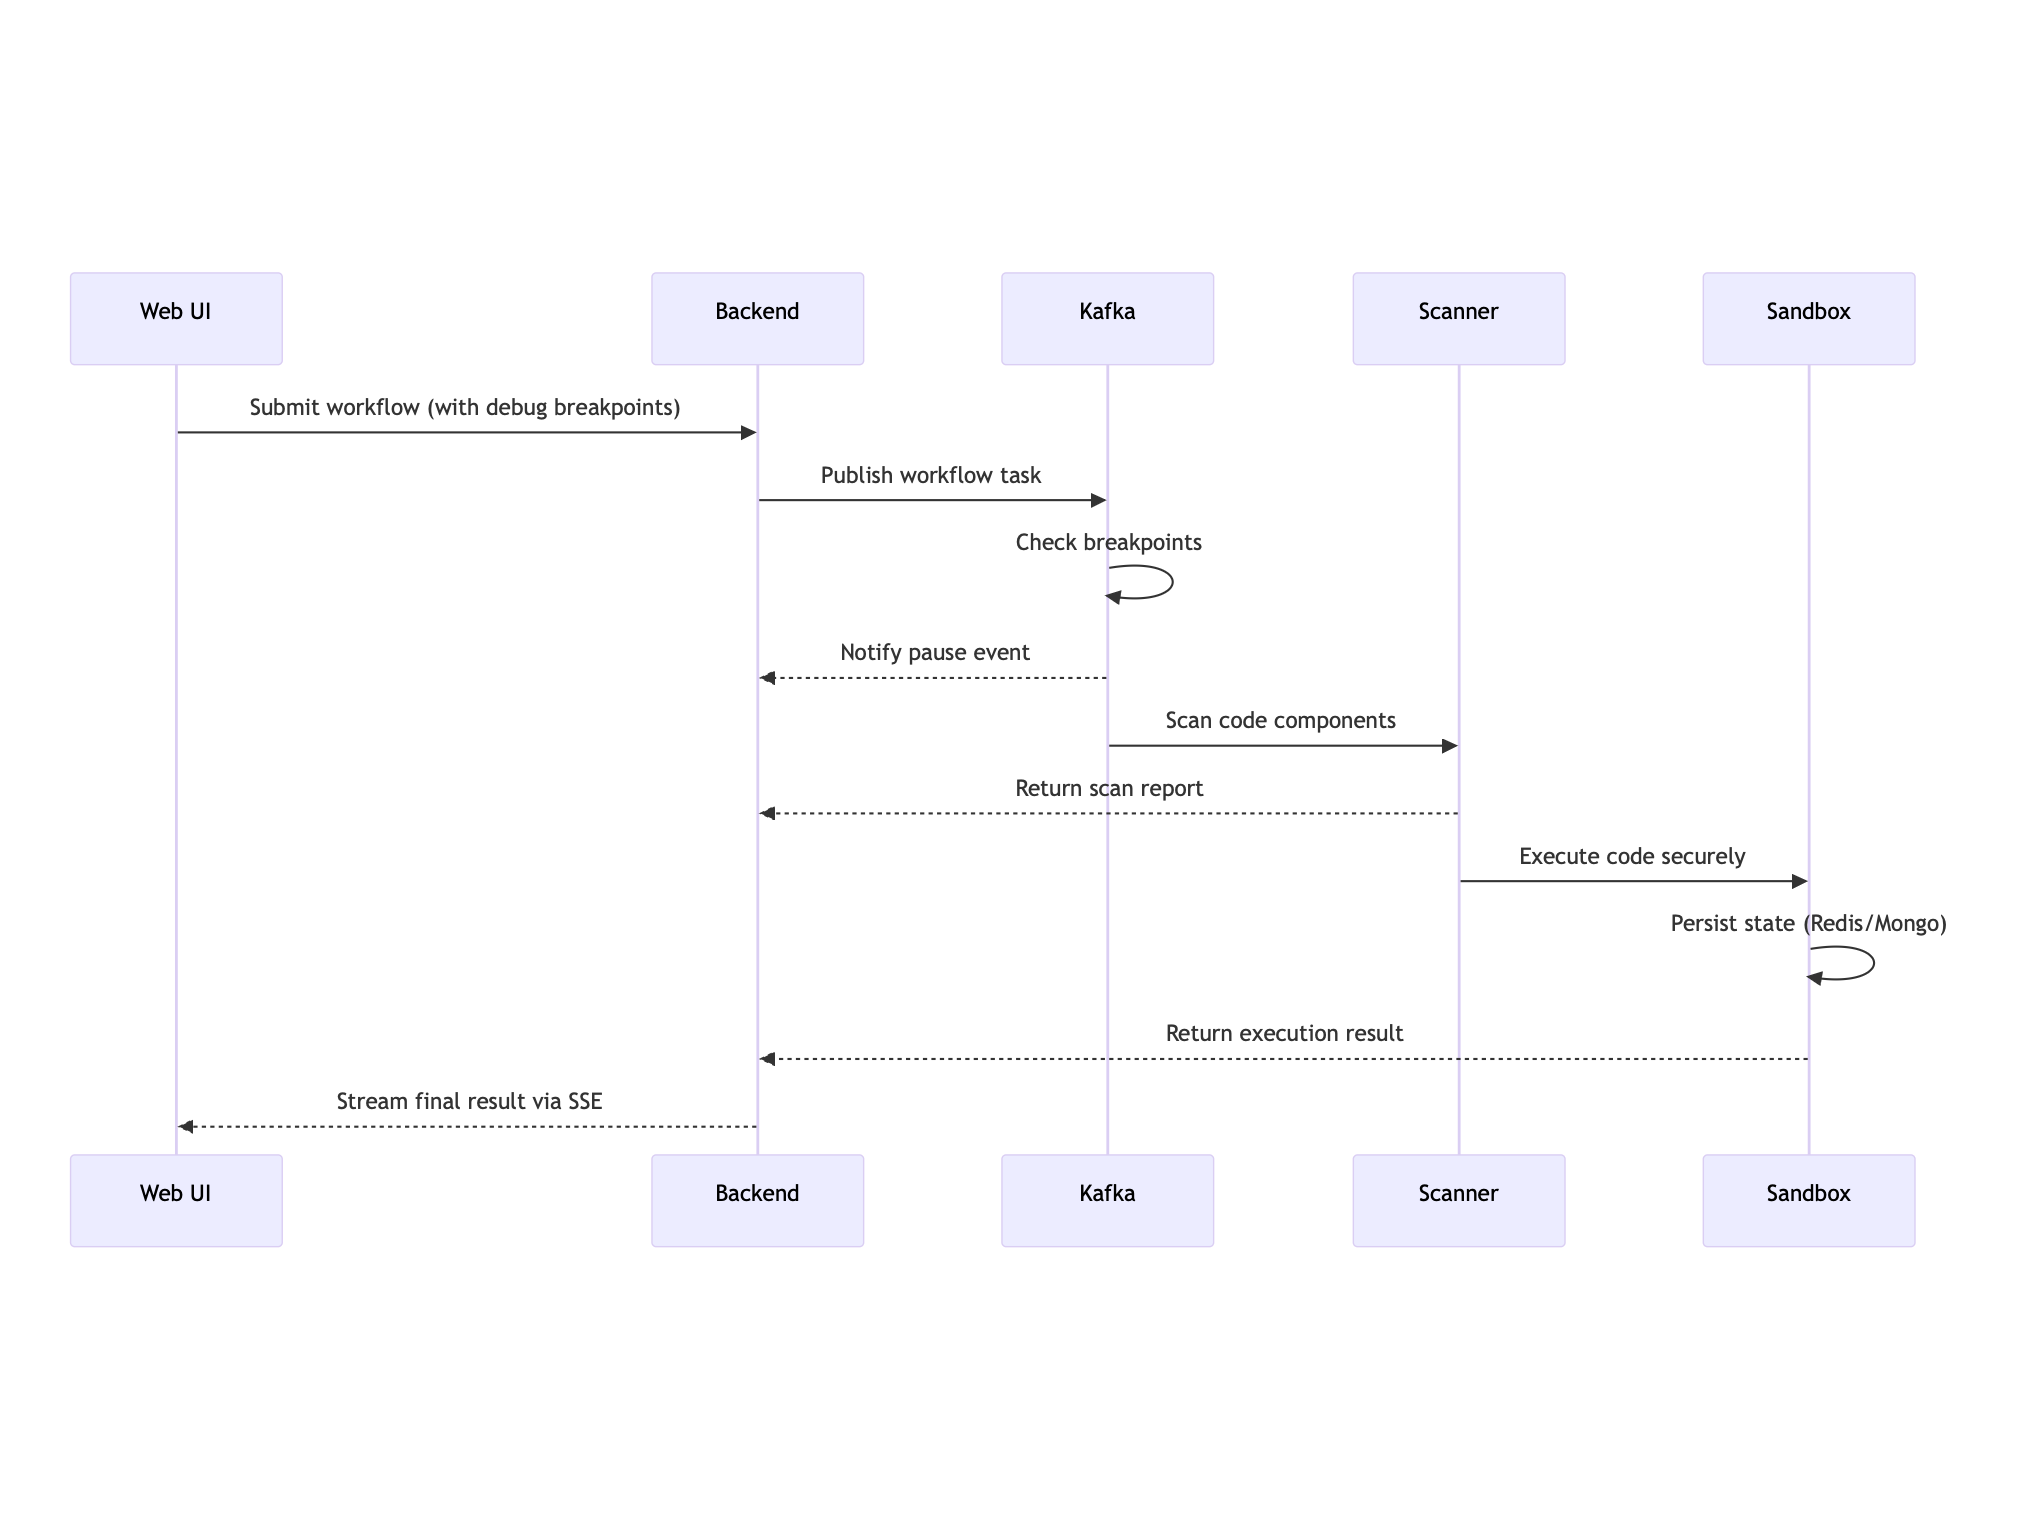 Web UI
Backend
Kafka
Scanner
Sandbox
Submit workflow (with debug breakpoints)
Publish workflow task
Check breakpoints
Notify pause event
Scan code components
Return scan report
Execute code securely
Persist state (Redis/Mongo)
Return execution result
Stream final result via SSE
Web UI
Backend
Kafka
Scanner
Sandbox